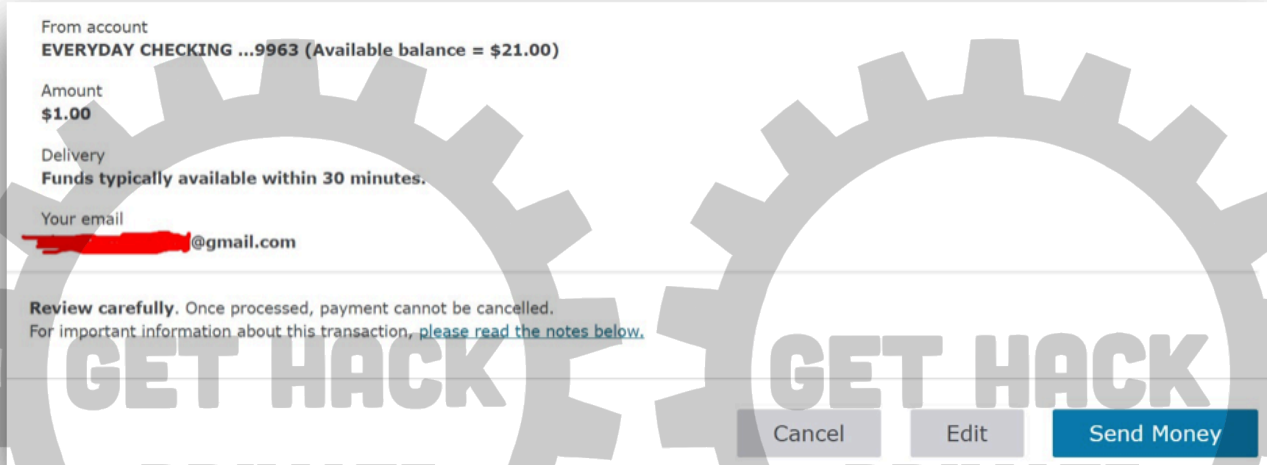 From account
EVERYDAY CHECKING ...9963 (Available balance = $21.00)
Amount
$1.00
Delivery
Funds typically available within 30 minutes.
Your email
@gmail.com
Review carefully. Once processed, payment cannot be cancelled.
For important information about this transaction, please read the notes below.
GET HACK GET HACK
Cancel Edit Send Money